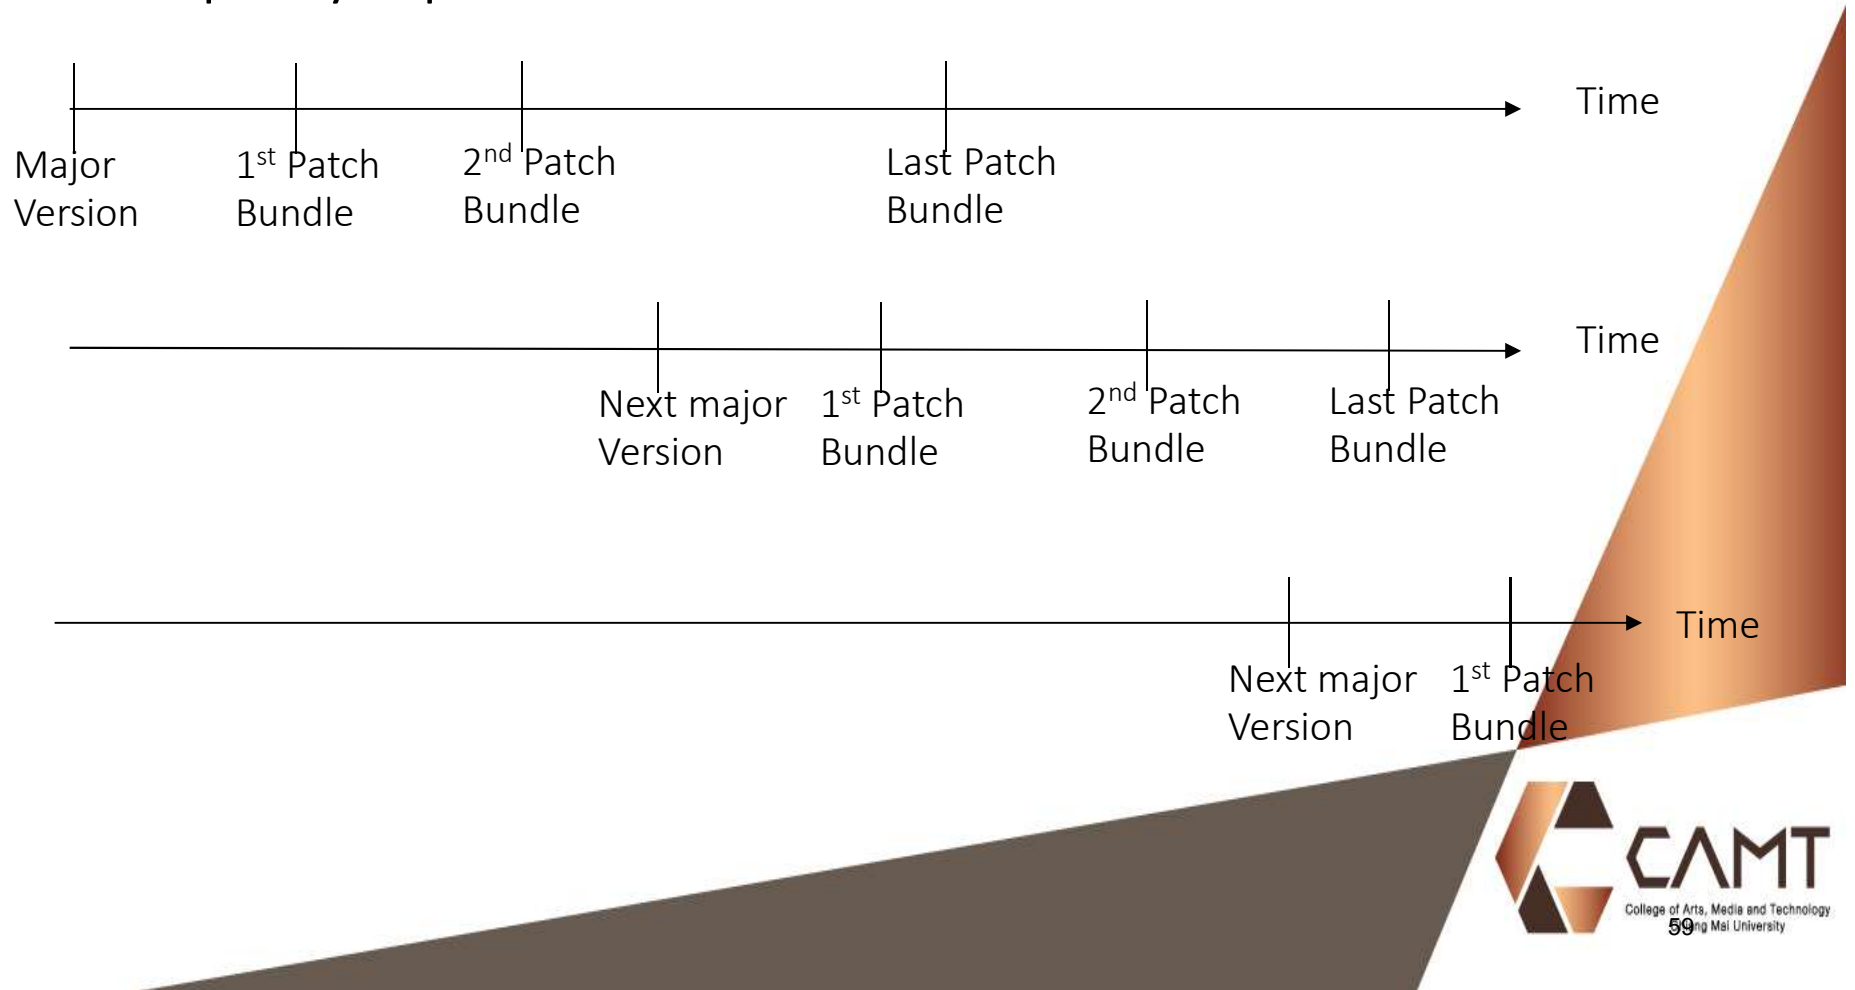 Time
Major
Version
1st Patch
Bundle
2nd Patch
Bundle
Last Patch
Bundle
Time
Next major
Version
1st Patch
Bundle
2nd Patch
Bundle
Last Patch
Bundle
Time
Next major
Version
1st Patch
Bundle
CAMT
College of Arts, Media and Technology
Mai University
59